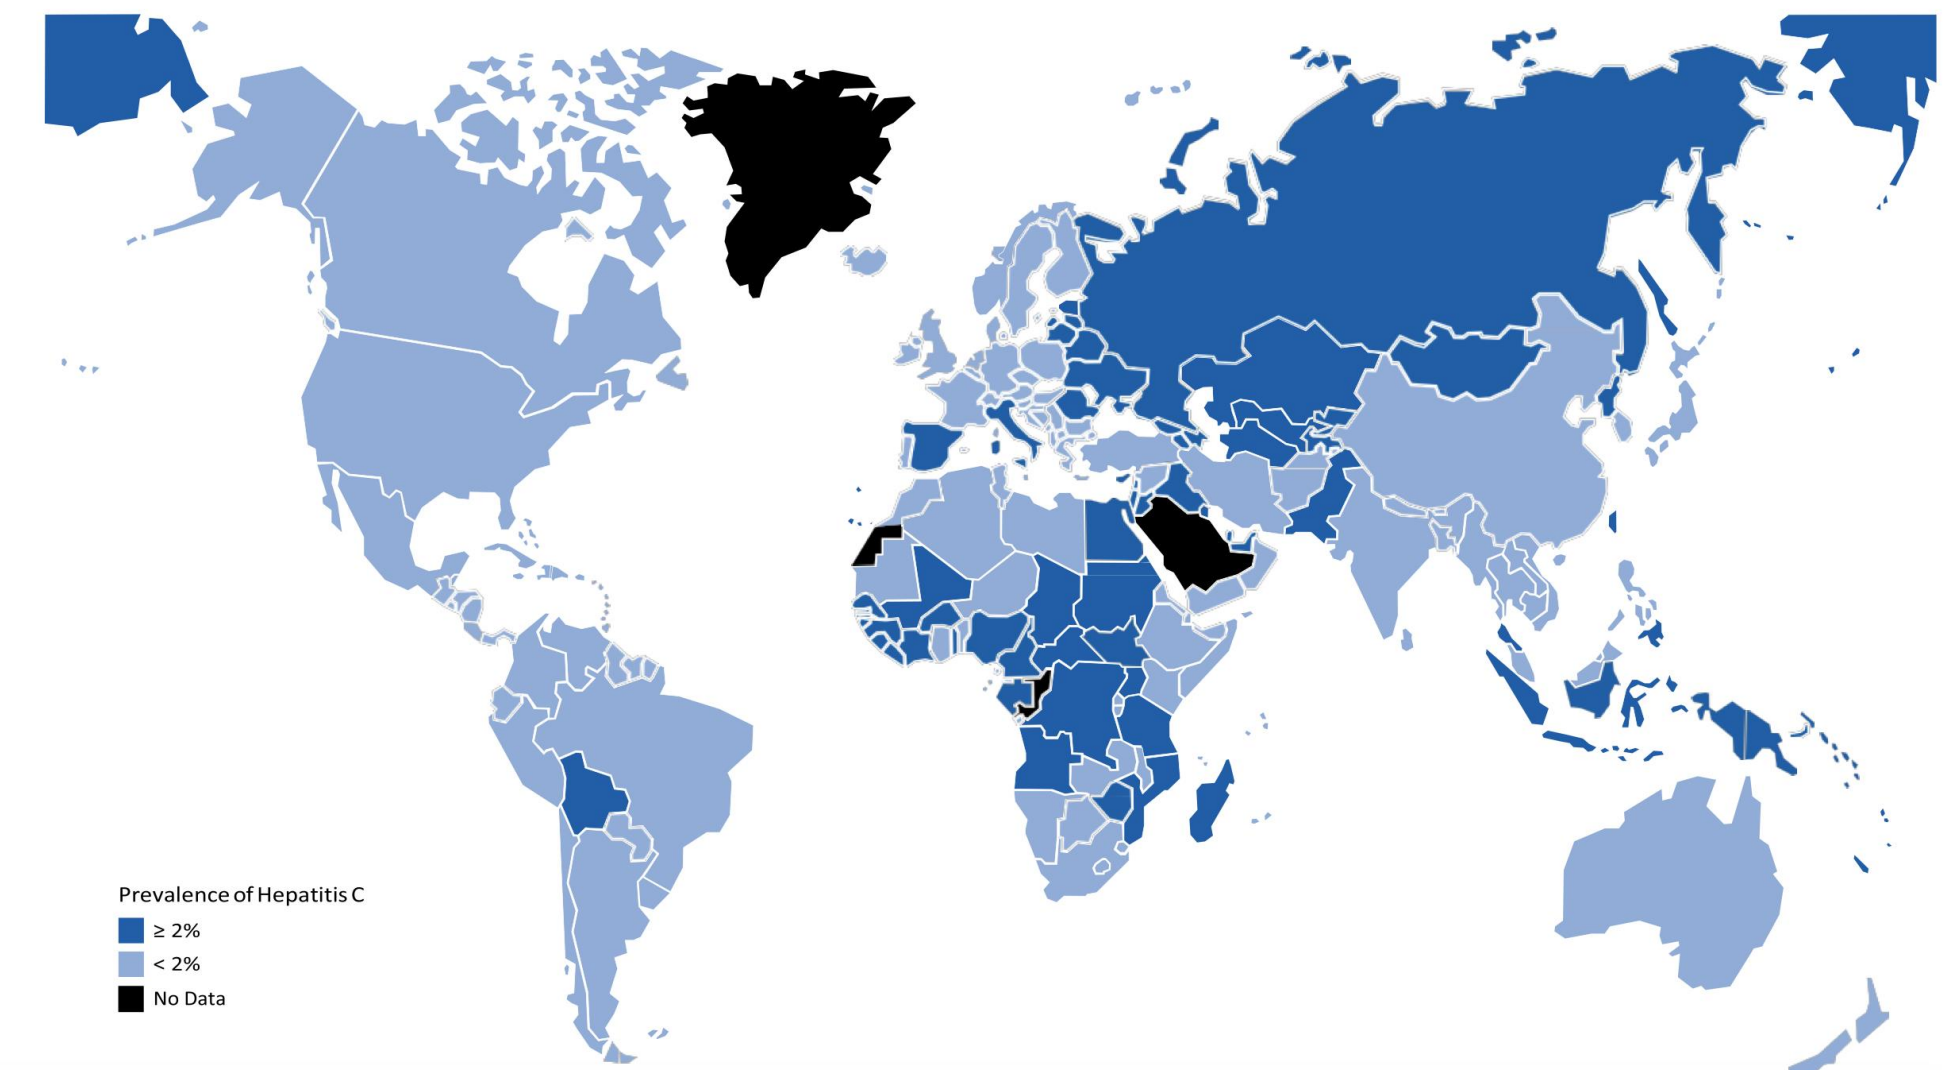 Prevalence of Hepatitis C
≥ 2%
< 2%
No Data